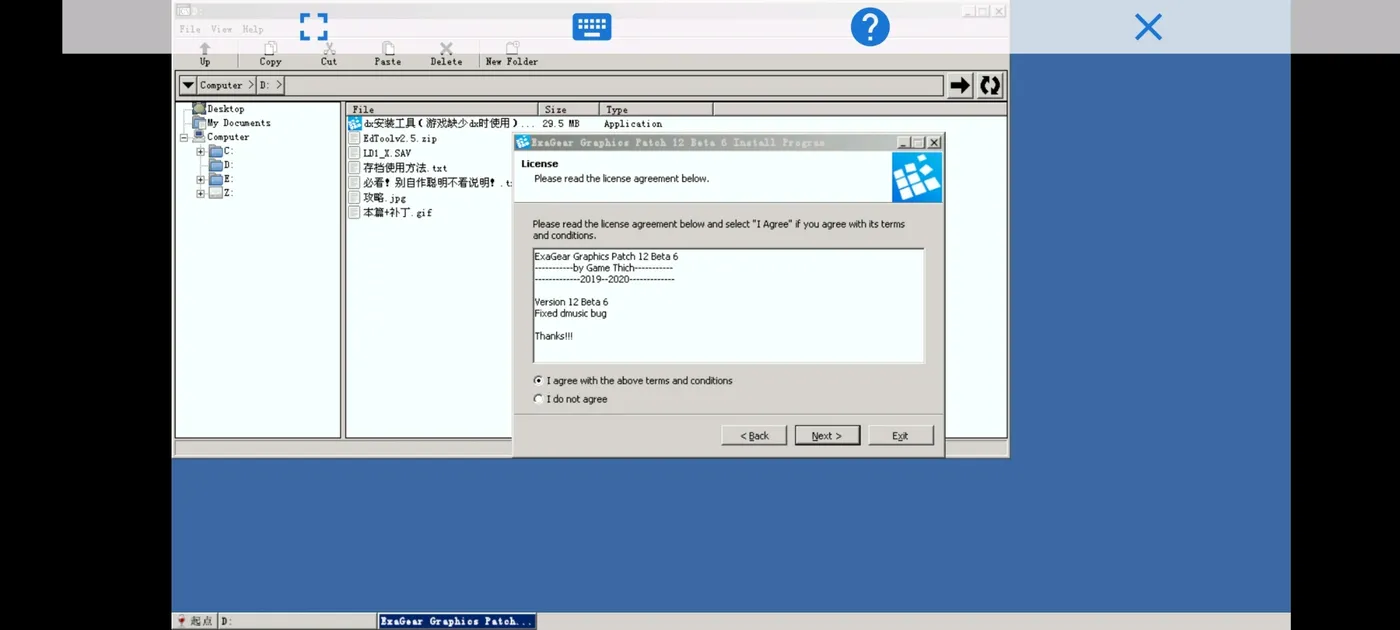 D:
File View Help
Up Copy Cut Paste Delete New Folder
Computer > D: >
Desktop
My Documents
Computer
C:
D:
E:
Z:
File Size Type
dx安装工具（游戏缺少dx时使用）... 29.5 MB Application
EdToolv2.5.zip
LD1_X.SAV
存档使用方法.txt
必看！别自作聪明不看说明！.t
攻略.jpg
本篇+补丁.gif
ExaGear Graphics Patch 12 Beta 6 Install Program
License
Please read the license agreement below.
Please read the license agreement below and select "I Agree" if you agree with its terms
and conditions.
ExaGear Graphics Patch 12 Beta 6
-----------by Game Thich-----------
-------------2019--2020-------------
Version 12 Beta 6
Fixed dmusic bug
Thanks!!!
I agree with the above terms and conditions
I do not agree
< Back Next > Exit
起点 D: ExaGear Graphics Patch...